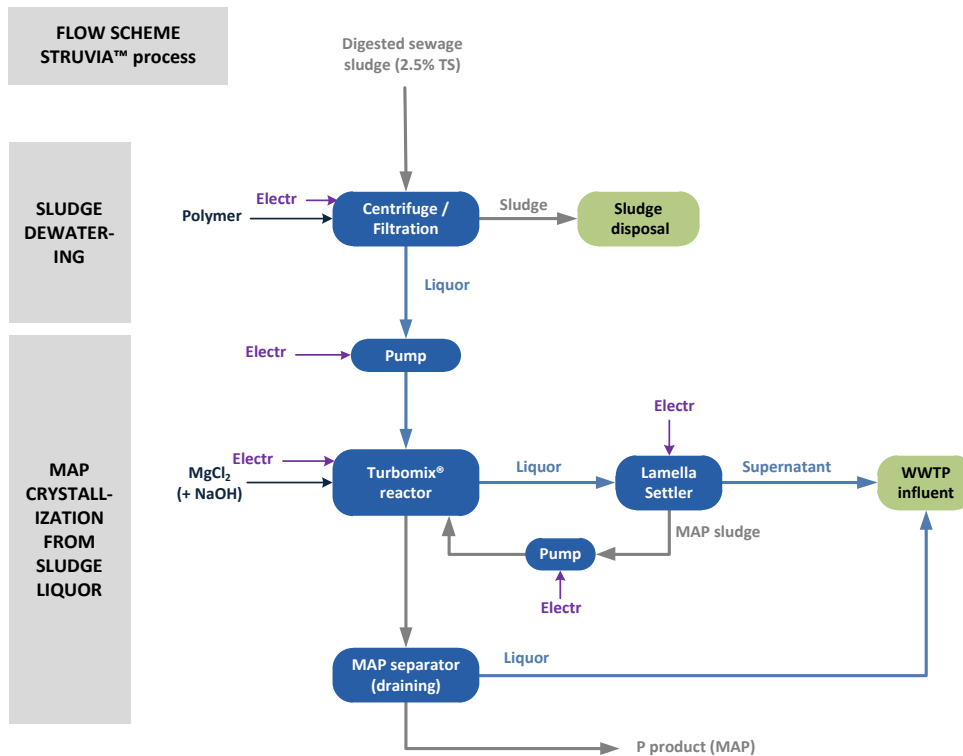 FLOW SCHEME
STRUVIA™ process
Digested sewage
sludge (2.5% TS)
SLUDGE
DEWATER-
ING
Electr
Polymer
Centrifuge /
Filtration
Sludge
Sludge
disposal
Liquor
Electr
Pump
MAP
CRYSTALL-
IZATION
FROM
SLUDGE
LIQUOR
Electr
MgCl₂
(+ NaOH)
Turbomix®
reactor
Liquor
Electr
Lamella
Settler
Supernatant
WWTP
influent
MAP sludge
Pump
Electr
MAP separator
(draining)
Liquor
P product (MAP)